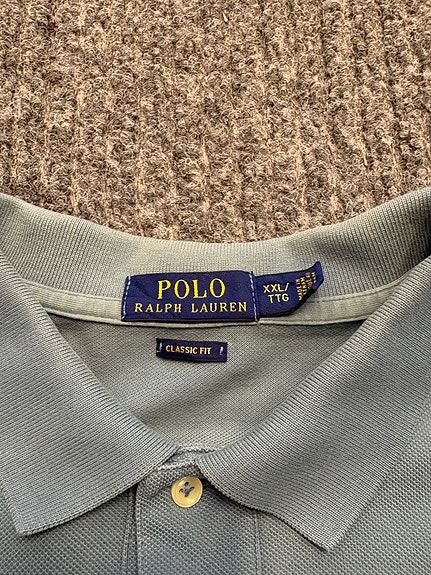 POLO
RALPH LAUREN
XXL/
TTG
CLASSIC FIT